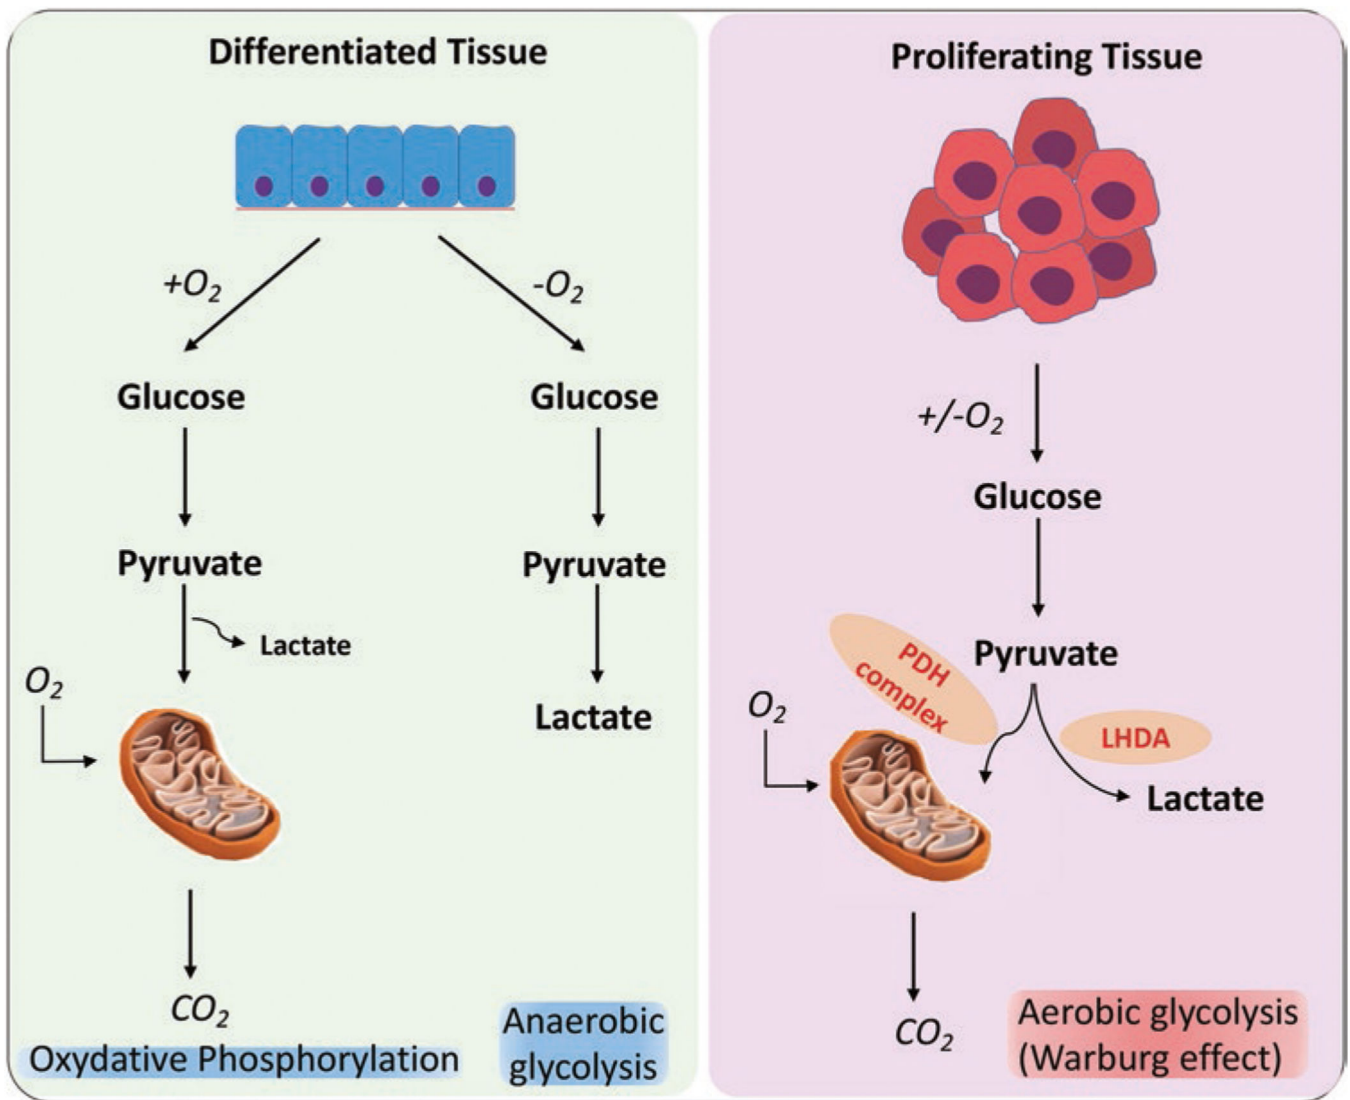 Differentiated Tissue
+O2
-O2
Glucose
Glucose
Pyruvate
Pyruvate
Lactate
O2
Lactate
CO2
Oxydative Phosphorylation
Anaerobic
glycolysis
Proliferating Tissue
+/-O2
Glucose
Pyruvate
PDH
complex
LHDA
O2
Lactate
CO2
Aerobic glycolysis
(Warburg effect)